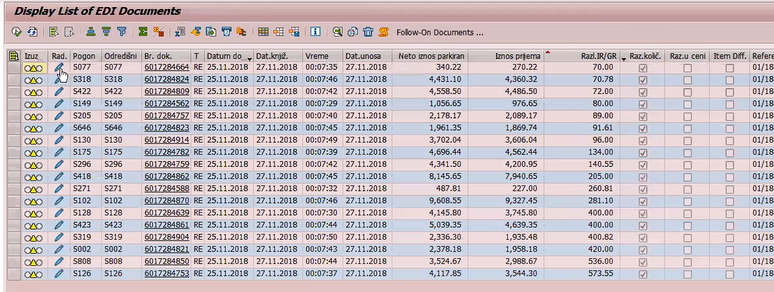 Display List of EDI Documents
Follow-On Documents ...
Izuz Rad. Pogon Odredišni Br. dok. T Datum do Dat.knjiž. Vreme Dat.unosa Neto iznos parkran Iznos prijema Razl.IR/GR Raz.količ. Raz.u ceni Item Diff. Refere
S077 S077 6017284664 RE 25.11.2018 27.11.2018 00:07:35 27.11.2018 340.22 270.22 70.00 01/18
S318 S318 6017284824 RE 25.11.2018 27.11.2018 00:07:46 27.11.2018 4,431.10 4,360.32 70.78 01/18
S422 S422 6017284809 RE 25.11.2018 27.11.2018 00:07:42 27.11.2018 4,558.50 4,486.50 72.00 01/18
S149 S149 6017284562 RE 25.11.2018 27.11.2018 00:07:29 27.11.2018 1,056.65 976.65 80.00 01/18
S205 S205 6017284757 RE 25.11.2018 27.11.2018 00:07:40 27.11.2018 2,178.17 2,089.17 89.00 01/18
S646 S646 6017284823 RE 25.11.2018 27.11.2018 00:07:45 27.11.2018 1,961.35 1,869.74 91.61 01/18
S130 S130 6017284914 RE 25.11.2018 27.11.2018 00:07:49 27.11.2018 3,702.04 3,606.04 96.00 01/18
S175 S175 6017284782 RE 25.11.2018 27.11.2018 00:07:39 27.11.2018 4,696.44 4,562.44 134.00 01/18
S296 S296 6017284759 RE 25.11.2018 27.11.2018 00:07:42 27.11.2018 4,341.50 4,200.95 140.55 01/18
S418 S418 6017284862 RE 25.11.2018 27.11.2018 00:07:45 27.11.2018 8,145.65 7,940.65 205.00 01/18
S271 S271 6017284588 RE 25.11.2018 27.11.2018 00:07:32 27.11.2018 487.81 227.00 260.81 01/18
S102 S102 6017284870 RE 25.11.2018 27.11.2018 00:07:46 27.11.2018 9,608.55 9,327.45 281.10 01/18
S128 S128 6017284639 RE 25.11.2018 27.11.2018 00:07:30 27.11.2018 4,145.80 3,745.80 400.00 01/18
S423 S423 6017284861 RE 25.11.2018 27.11.2018 00:07:44 27.11.2018 5,039.35 4,639.35 400.00 01/18
S319 S319 6017284904 RE 25.11.2018 27.11.2018 00:07:50 27.11.2018 2,336.30 1,935.48 400.82 01/18
S002 S002 6017284821 RE 25.11.2018 27.11.2018 00:07:43 27.11.2018 2,378.18 1,958.18 420.00 01/18
S808 S808 6017284850 RE 25.11.2018 27.11.2018 00:07:44 27.11.2018 3,524.67 2,988.67 536.00 01/18
S126 S126 6017284753 RE 25.11.2018 27.11.2018 00:07:37 27.11.2018 4,117.85 3,544.30 573.55 01/18